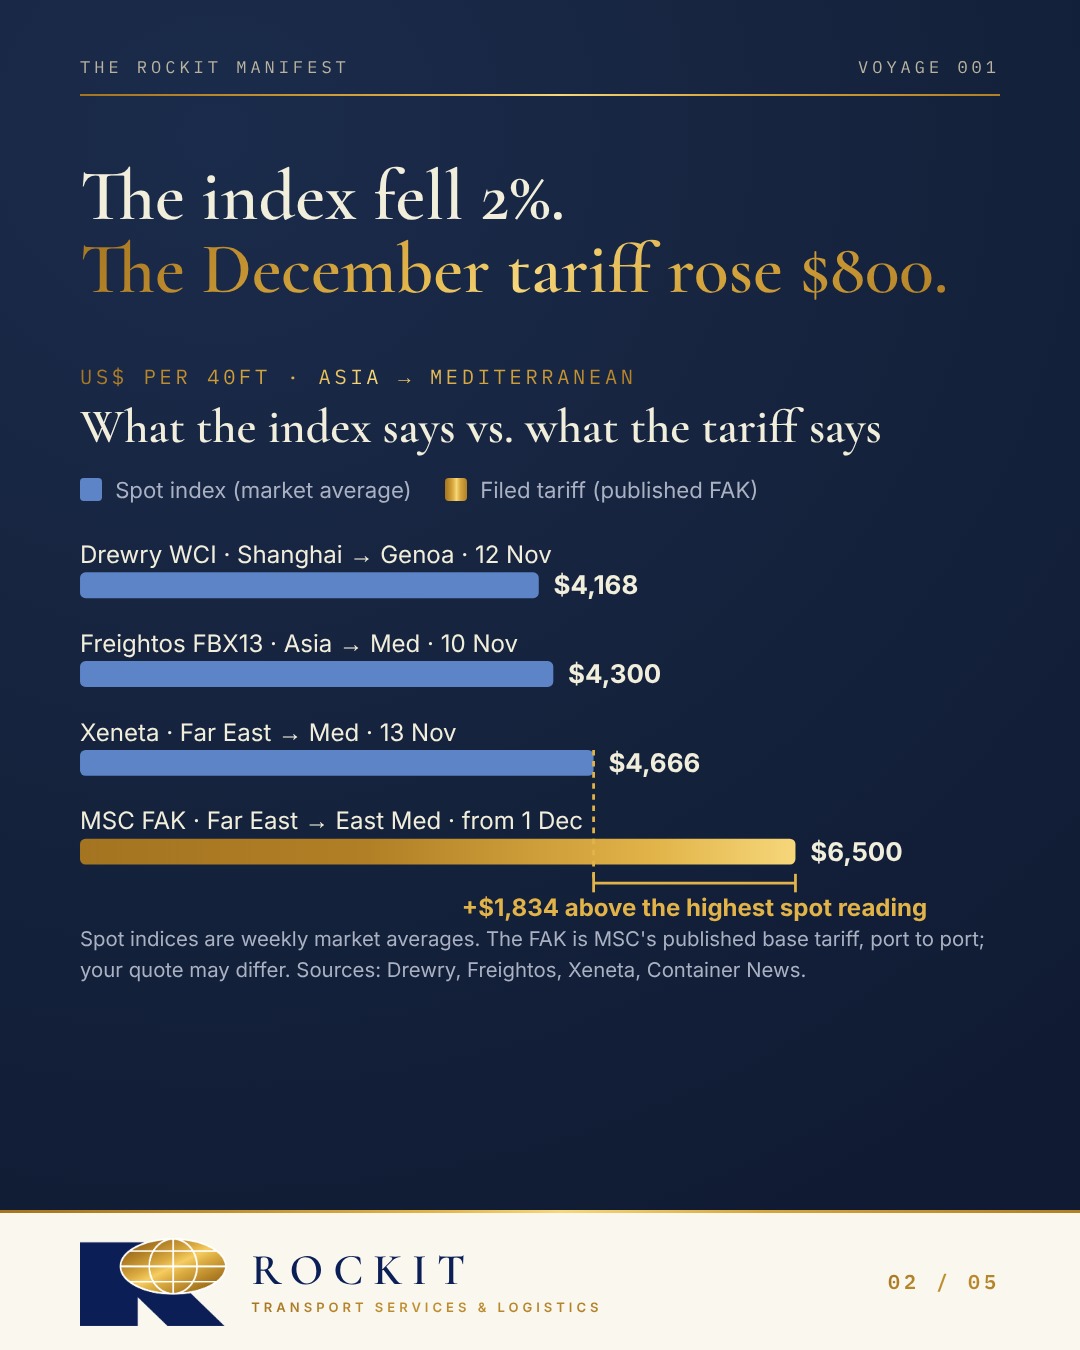 THE ROCKIT MANIFEST
VOYAGE 001
The index fell 2%.
The December tariff rose $800.
US$ PER 40FT · ASIA → MEDITERRANEAN
What the index says vs. what the tariff says
Spot index (market average)
Filed tariff (published FAK)
Drewry WCI · Shanghai → Genoa · 12 Nov
$4,168
Freightos FBX13 · Asia → Med · 10 Nov
$4,300
Xeneta · Far East → Med · 13 Nov
$4,666
MSC FAK · Far East → East Med · from 1 Dec
$6,500
+$1,834 above the highest spot reading
Spot indices are weekly market averages. The FAK is MSC's published base tariff, port to port;
your quote may differ. Sources: Drewry, Freightos, Xeneta, Container News.
ROCKIT
TRANSPORT SERVICES & LOGISTICS
02 / 05